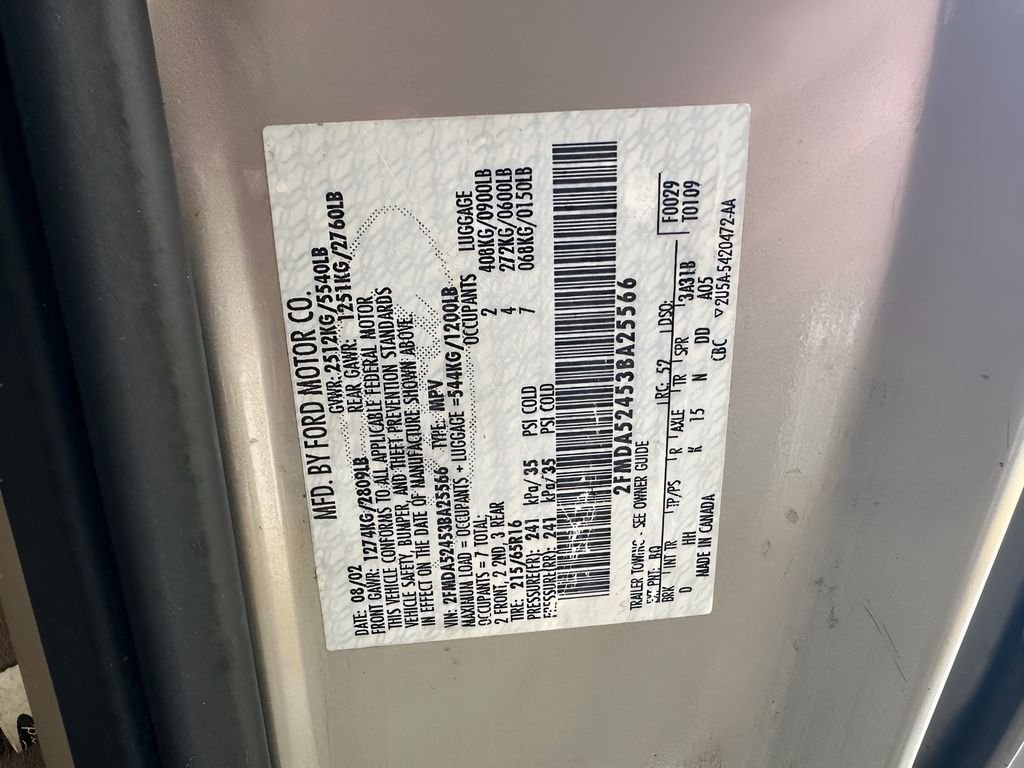 MFD. BY FORD MOTOR CO.
DATE: 08/02 GVWR: 2512KG/5540LB
FRONT GAWR: 1274KG/2809LB REAR GAWR: 1251KG/2760LB
THIS VEHICLE CONFORMS TO ALL APPLICABLE FEDERAL MOTOR
VEHICLE SAFETY, BUMPER, AND THEFT PREVENTION STANDARDS
IN EFFECT ON THE DATE OF MANUFACTURE SHOWN ABOVE.
VIN: 2FMDA52453BA25566 TYPE: MPV
MAXIMUM LOAD = OCCUPANTS + LUGGAGE =544KG/1200LB
OCCUPANTS = 7 TOTAL: OCCUPANTS LUGGAGE
2 FRONT, 2 2ND, 3 REAR 2 408KG/0900LB
TIRE: 215/65R16 4 272KG/0600LB
PRESSURE(FRT): 241 kPa/35 PSI COLD 7 068KG/0150LB
PRESSURE(RR): 241 kPa/35 PSI COLD
2FMDA52453BA25566
TRAILER TOWING - SEE OWNER GUIDE
EXT PNT: BQ RC: 52 DSO: F0029
BRK INT TR TP/PS R AXLE TR SPR T0109
D HH K 15 N DD 3A31B
A05
MADE IN CANADA CBC ▽2U5A-5420472-AA